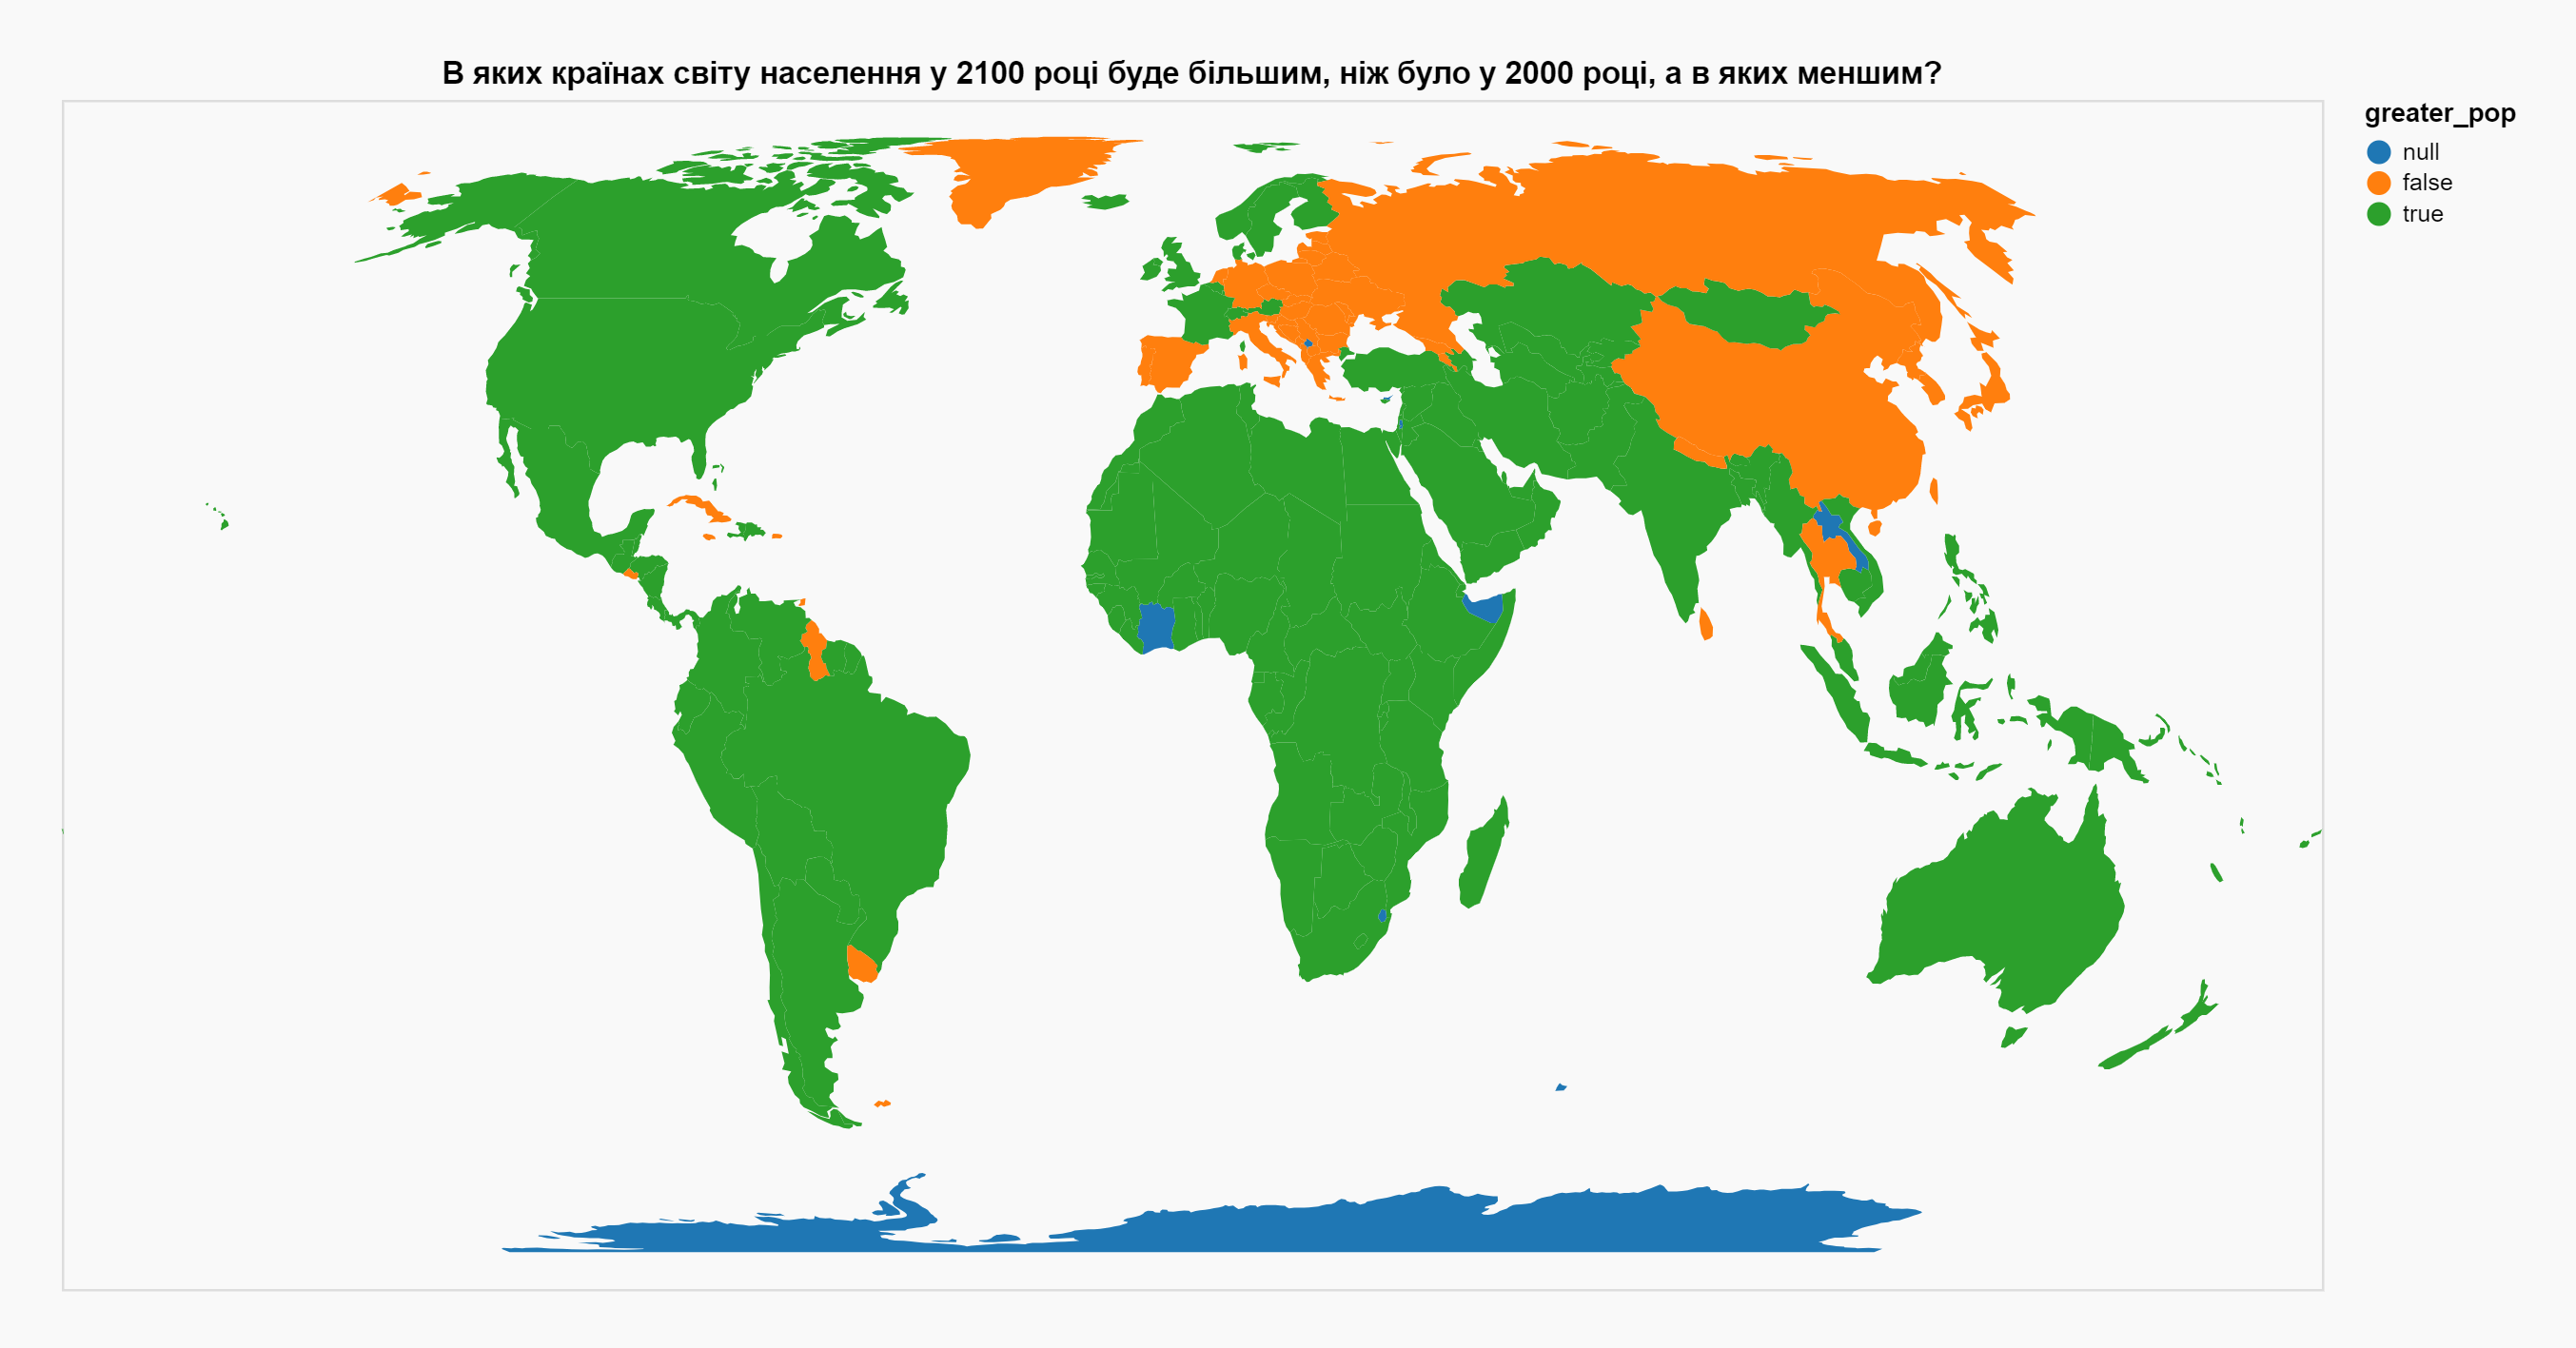 В яких країнах світу населення у 2100 році буде більшим, ніж було у 2000 році, а в яких меншим?
greater_pop
null
false
true